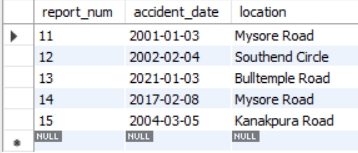 report_num accident_date location
11 2001-01-03 Mysore Road
12 2002-02-04 Southend Circle
13 2021-01-03 Bulltemple Road
14 2017-02-08 Mysore Road
15 2004-03-05 Kanakpura Road
NULL NULL NULL